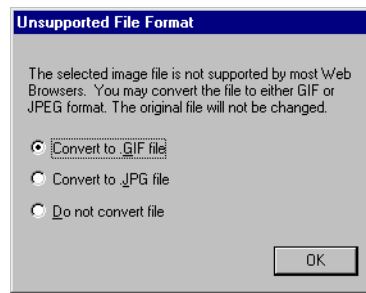 Unsupported File Format
The selected image file is not supported by most Web
Browsers. You may convert the file to either GIF or
JPEG format. The original file will not be changed.
Convert to .GIF file
Convert to .JPG file
Do not convert file
OK